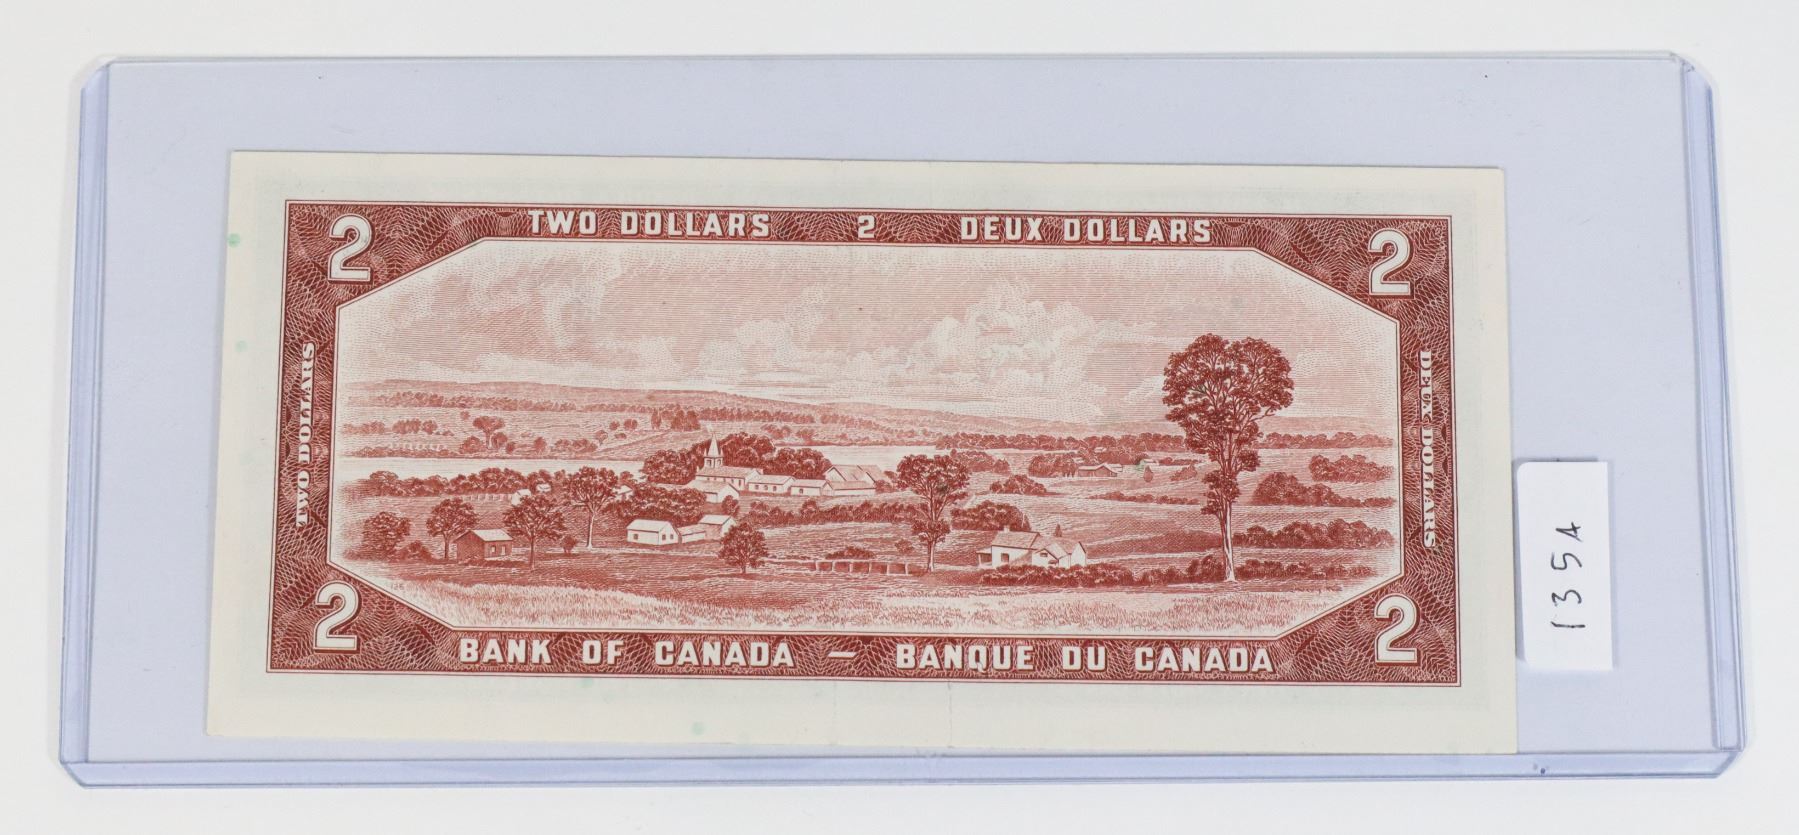 2 TWO DOLLARS 2 DEUX DOLLARS 2
TWO DOLLARS
DEUX DOLLARS
2 BANK OF CANADA — BANQUE DU CANADA 2
135A